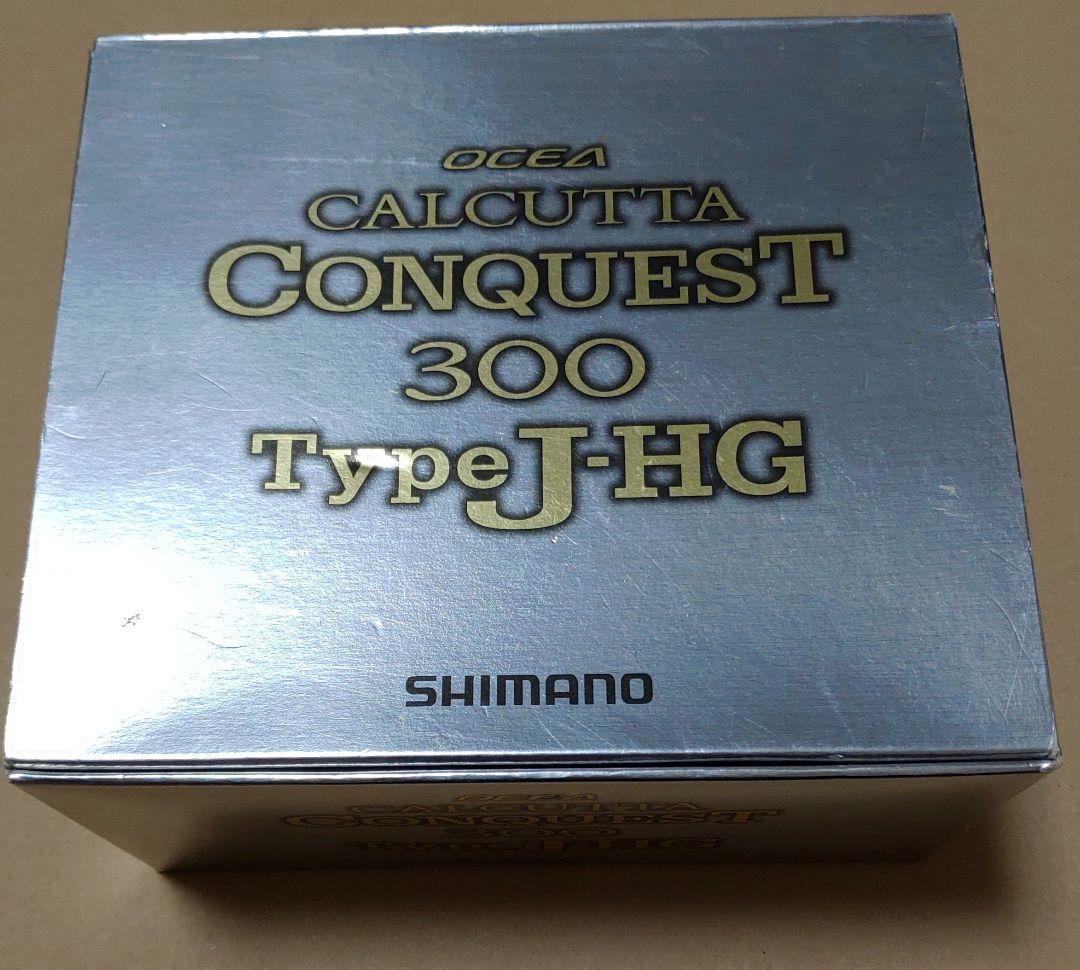 OCEA
CALCUTTA
CONQUEST
300
Type J-HG
SHIMANO
OCEA
CALCUTTA
CONQUEST
300
Type J-HG